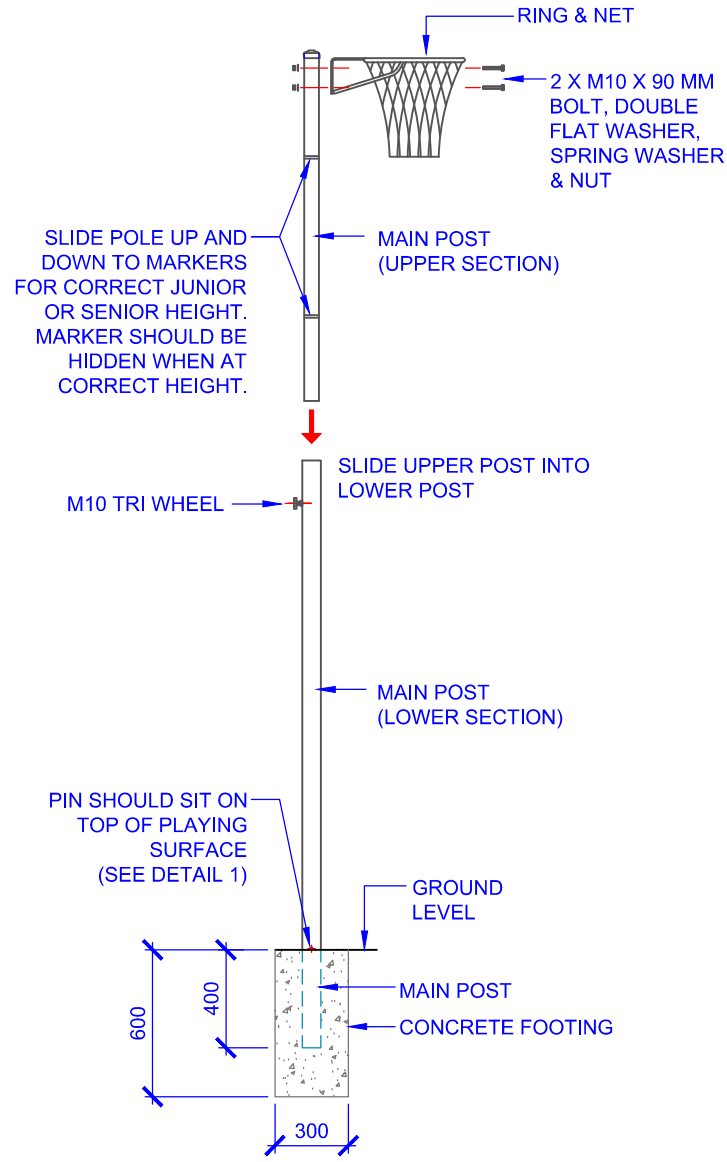 RING & NET
2 X M10 X 90 MM
BOLT, DOUBLE
FLAT WASHER,
SPRING WASHER
& NUT
SLIDE POLE UP AND
DOWN TO MARKERS
FOR CORRECT JUNIOR
OR SENIOR HEIGHT.
MARKER SHOULD BE
HIDDEN WHEN AT
CORRECT HEIGHT.
MAIN POST
(UPPER SECTION)
SLIDE UPPER POST INTO
LOWER POST
M10 TRI WHEEL
MAIN POST
(LOWER SECTION)
PIN SHOULD SIT ON
TOP OF PLAYING
SURFACE
(SEE DETAIL 1)
GROUND
LEVEL
600
400
MAIN POST
CONCRETE FOOTING
300